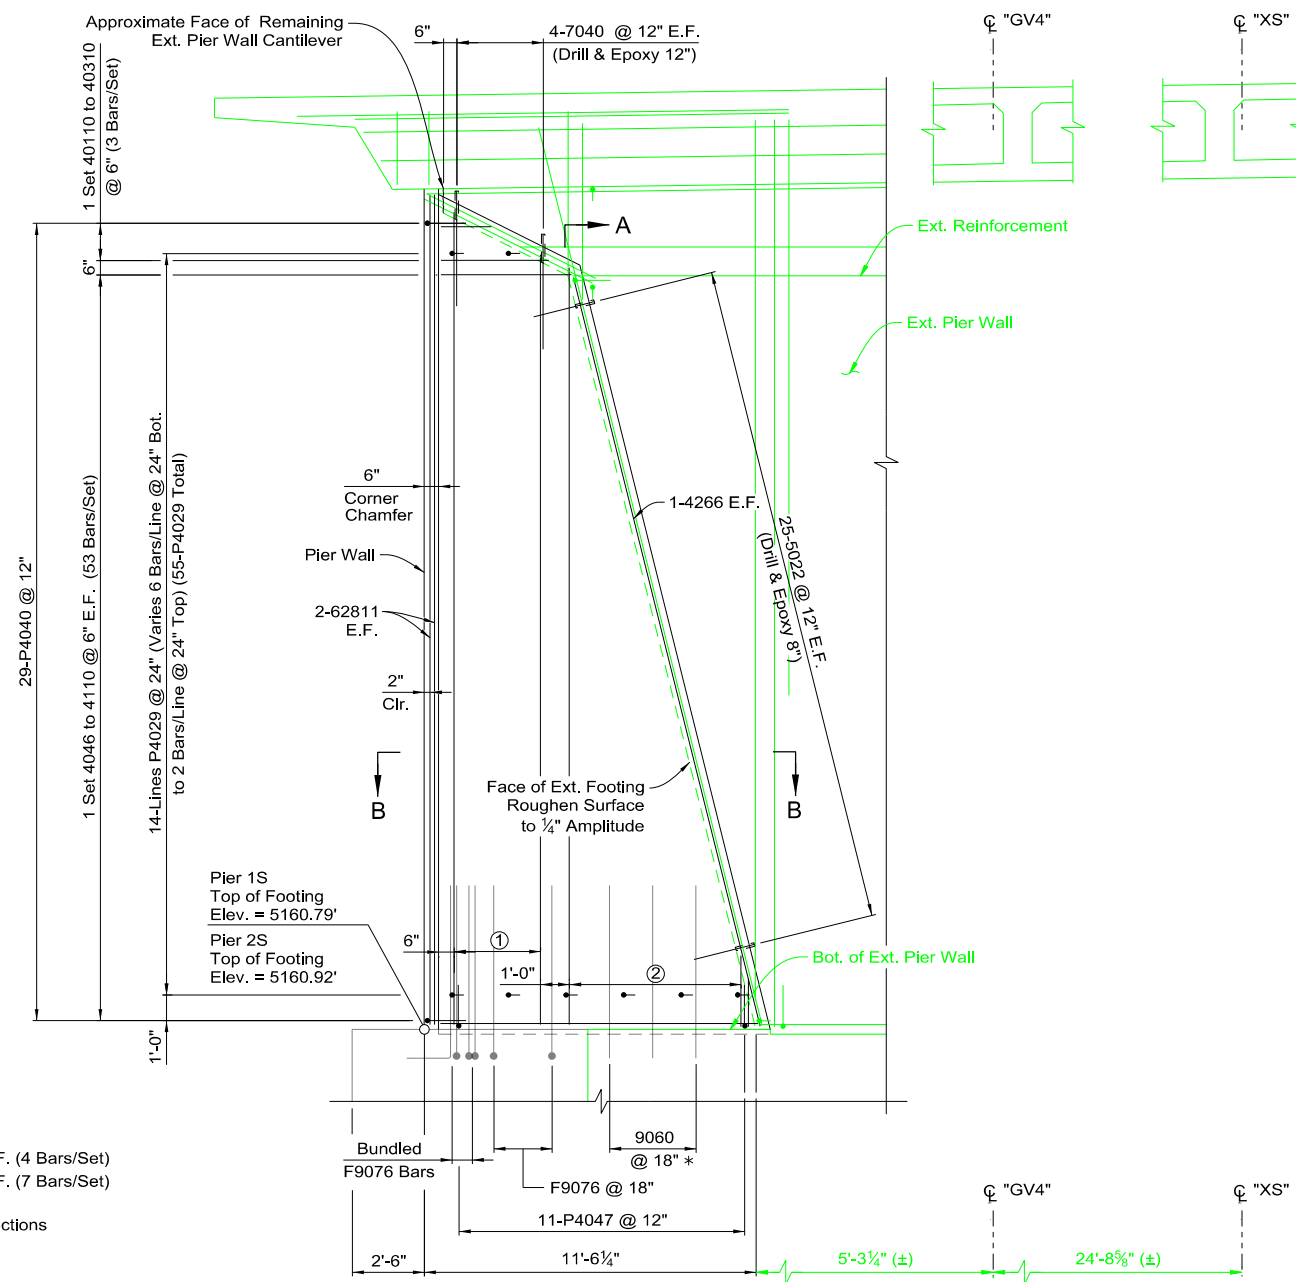 Approximate Face of Remaining
Ext. Pier Wall Cantilever
6"
4-7040 @ 12" E.F.
(Drill & Epoxy 12")
℄ "GV4"
℄ "XS"
1 Set 40110 to 40310
@ 6" (3 Bars/Set)
A
Ext. Reinforcement
6"
Ext. Pier Wall
29-P4040 @ 12"
1 Set 4046 to 4110 @ 6" E.F. (53 Bars/Set)
14-Lines P4029 @ 24" (Varies 6 Bars/Line @ 24" Bot.
to 2 Bars/Line @ 24" Top) (55-P4029 Total)
6"
Corner
Chamfer
1-4266 E.F.
25-5022 @ 12" E.F.
(Drill & Epoxy 8")
Pier Wall
2-62811
E.F.
2"
Clr.
B
B
Face of Ext. Footing
Roughen Surface
to ¼" Amplitude
Pier 1S
Top of Footing
Elev. = 5160.79'
Pier 2S
Top of Footing
Elev. = 5160.92'
6"
1
1'-0"
2
Bot. of Ext. Pier Wall
1'-0"
Bundled
F9076 Bars
9060
@ 18" *
F9076 @ 18"
F. (4 Bars/Set)
F. (7 Bars/Set)
ctions
11-P4047 @ 12"
℄ "GV4"
℄ "XS"
2'-6"
11'-6¼"
5'-3¼" (±)
24'-8⅝" (±)